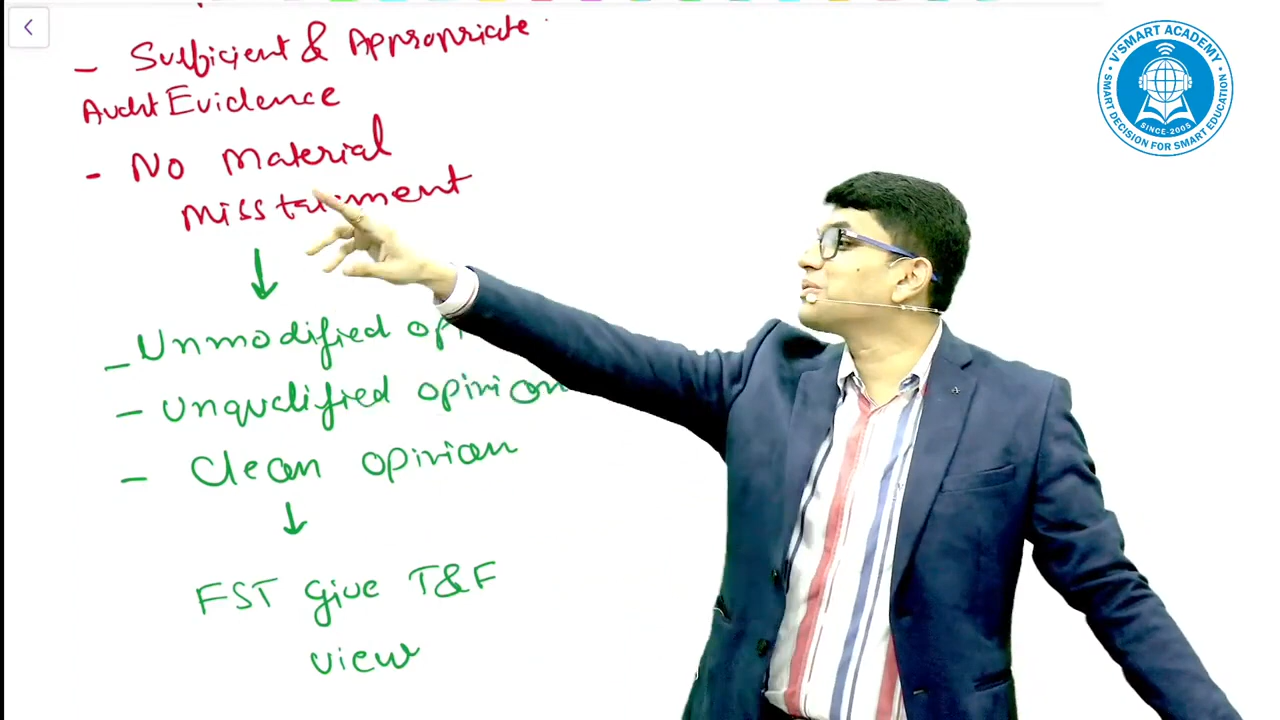 - Sufficient & Appropriate
Audit Evidence
- No Material
Misstatement
↓
- Unmodified
- Unqualified opinion
- Clean opinion
↓
FST give T&F
view
V'SMART ACADEMY
SINCE-2005
SMART DECISION FOR SMART EDUCATION